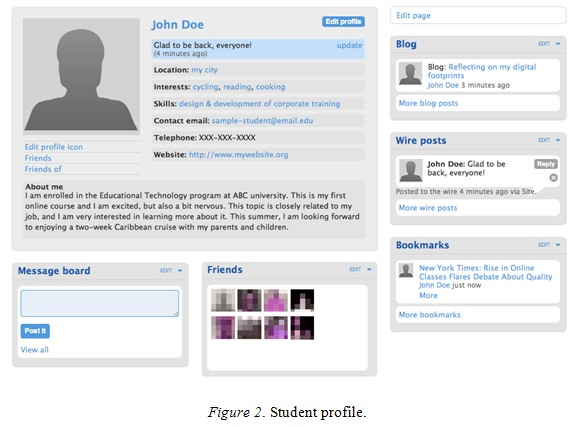 John Doe
Edit profile
Glad to be back, everyone!
update
(4 minutes ago)
Location: my city
Interests: cycling, reading, cooking
Skills: design & development of corporate training
Contact email: sample-student@email.edu
Telephone: XXX-XXX-XXXX
Website: http://www.mywebsite.org
Edit profile icon
Friends
Friends of
About me
I am enrolled in the Educational Technology program at ABC university. This is my first
online course and I am excited, but also a bit nervous. This topic is closely related to my
job, and I am very interested in learning more about it. This summer, I am looking forward
to enjoying a two-week Caribbean cruise with my parents and children.
Message board
EDIT
Post it
View all
Friends
EDIT
Edit page
Blog
EDIT
Blog: Reflecting on my digital
footprints
John Doe 3 minutes ago
More blog posts
Wire posts
EDIT
John Doe: Glad to be
back, everyone!
Reply
Posted to the wire 4 minutes ago via Site.
More wire posts
Bookmarks
EDIT
New York Times: Rise in Online
Classes Flares Debate About Quality
John Doe just now
More
More bookmarks
Figure 2. Student profile.